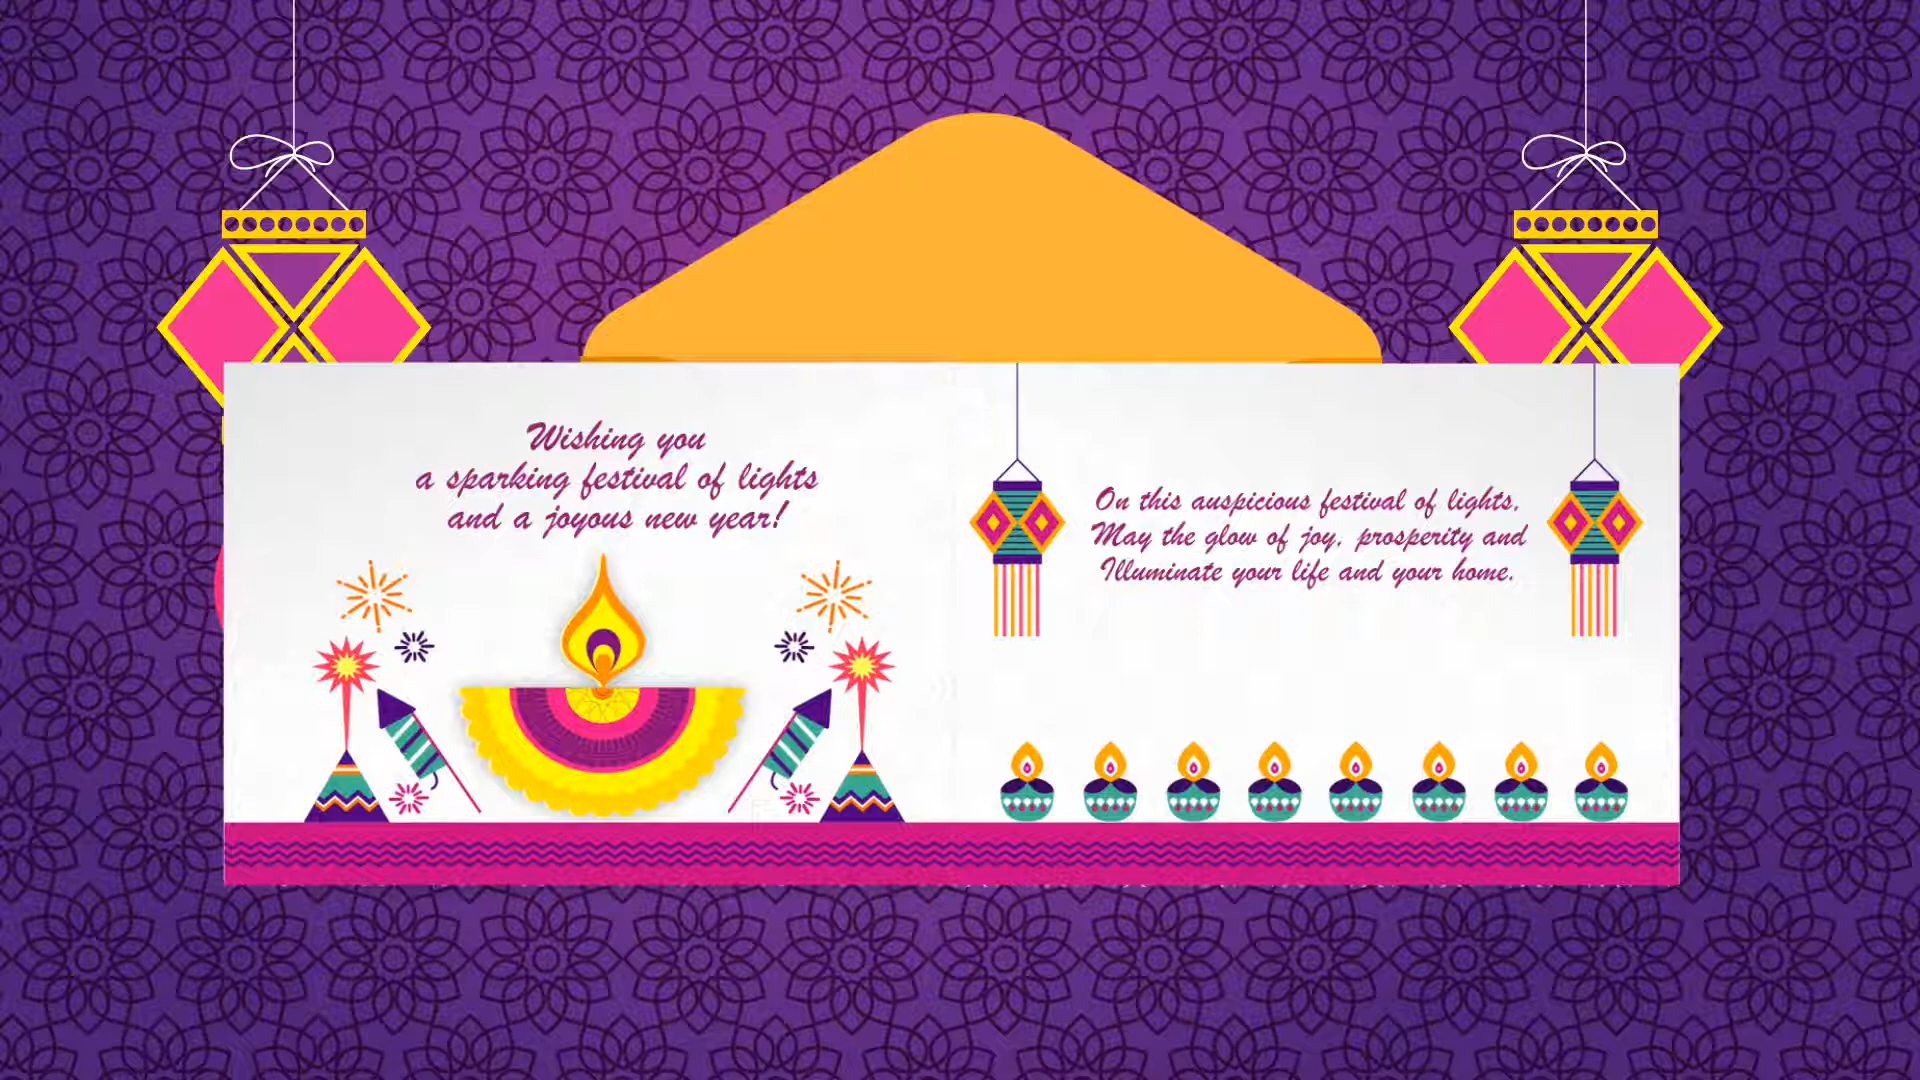 Wishing you
a sparking festival of lights
and a joyous new year!
On this auspicious festival of lights,
May the glow of joy, prosperity and
Illuminate your life and your home.